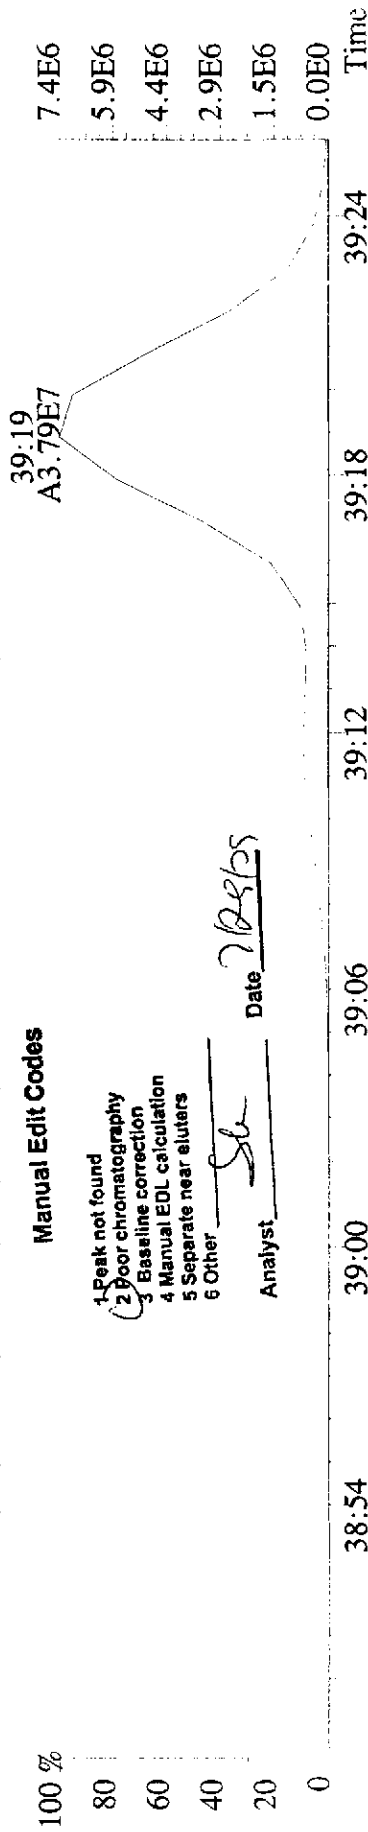 39:19
A3.79E7
100 %
80
60
40
20
0
7.4E6
5.9E6
4.4E6
2.9E6
1.5E6
0.0E0
Manual Edit Codes
1 Peak not found
2 Poor chromatography
3 Baseline correction
4 Manual EDL calculation
5 Separate near eluters
6 Other
Analyst Date 7/28/05
38:54 39:00 39:06 39:12 39:18 39:24 Time